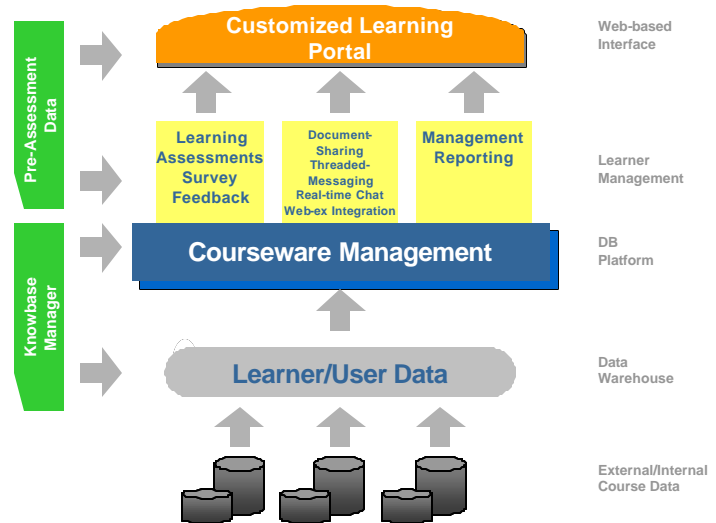 Customized Learning
Portal
Web-based
Interface
Pre-Assessment
Data
Learning
Assessments
Survey
Feedback
Document-
Sharing
Threaded-
Messaging
Real-time Chat
Web-ex Integration
Management
Reporting
Learner
Management
Knowbase
Manager
Courseware Management
DB
Platform
Learner/User Data
Data
Warehouse
External/Internal
Course Data